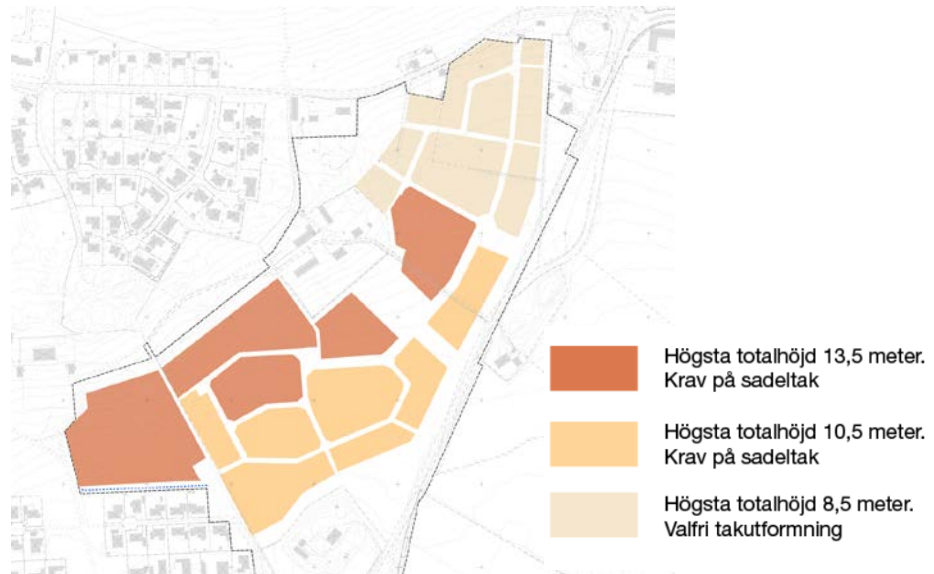 Högsta totalhöjd 13,5 meter.
Krav på sadeltak
Högsta totalhöjd 10,5 meter.
Krav på sadeltak
Högsta totalhöjd 8,5 meter.
Valfri takutformning